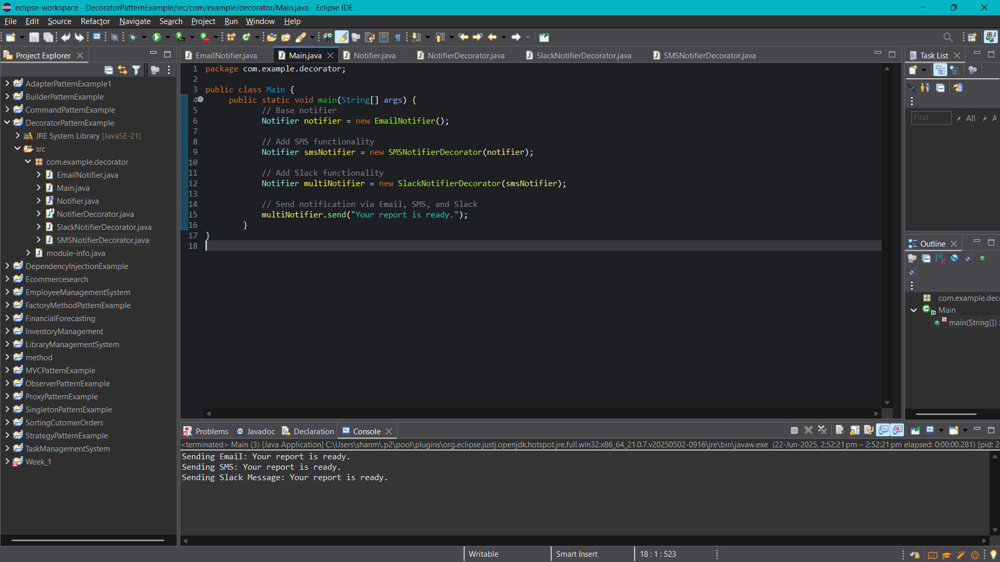 eclipse-workspace - DecoratorPatternExample/src/com/example/decorator/Main.java - Eclipse IDE
File Edit Source Refactor Navigate Search Project Run Window Help
Project Explorer
AdapterPatternExample1
BuilderPatternExample
CommandPatternExample
DecoratorPatternExample
JRE System Library [JavaSE-21]
src
com.example.decorator
EmailNotifier.java
Main.java
Notifier.java
NotifierDecorator.java
SlackNotifierDecorator.java
SMSNotifierDecorator.java
module-info.java
DependencyInjectionExample
Ecommercesearch
EmployeeManagementSystem
FactoryMethodPatternExample
FinancialForecasting
InventoryManagement
LibraryManagementSystem
method
MVCPatternExample
ObserverPatternExample
ProxyPatternExample
SingletonPatternExample
SortingCutomerOrders
StrategyPatternExample
TaskManagementSystem
Week_1
EmailNotifier.java Main.java Notifier.java NotifierDecorator.java SlackNotifierDecorator.java SMSNotifierDecorator.java
1 package com.example.decorator;
2
3 public class Main {
4 public static void main(String[] args) {
5 // Base notifier
6 Notifier notifier = new EmailNotifier();
7
8 // Add SMS functionality
9 Notifier smsNotifier = new SMSNotifierDecorator(notifier);
10
11 // Add Slack functionality
12 Notifier multiNotifier = new SlackNotifierDecorator(smsNotifier);
13
14 // Send notification via Email, SMS, and Slack
15 multiNotifier.send("Your report is ready.");
16 }
17 }
18
Task List
Find All A
Outline
com.example.deco
Main
main(String[]) :
Problems Javadoc Declaration Console
<terminated> Main (3) [Java Application] C:\Users\shanm\.p2\pool\plugins\org.eclipse.justj.openjdk.hotspot.jre.full.win32.x86_64_21.0.7.v20250502-0916\jre\bin\javaw.exe (22-Jun-2025, 2:52:21 pm – 2:52:21 pm elapsed: 0:00:00.281) [pid: 2
Sending Email: Your report is ready.
Sending SMS: Your report is ready.
Sending Slack Message: Your report is ready.
Writable Smart Insert 18 : 1 : 523